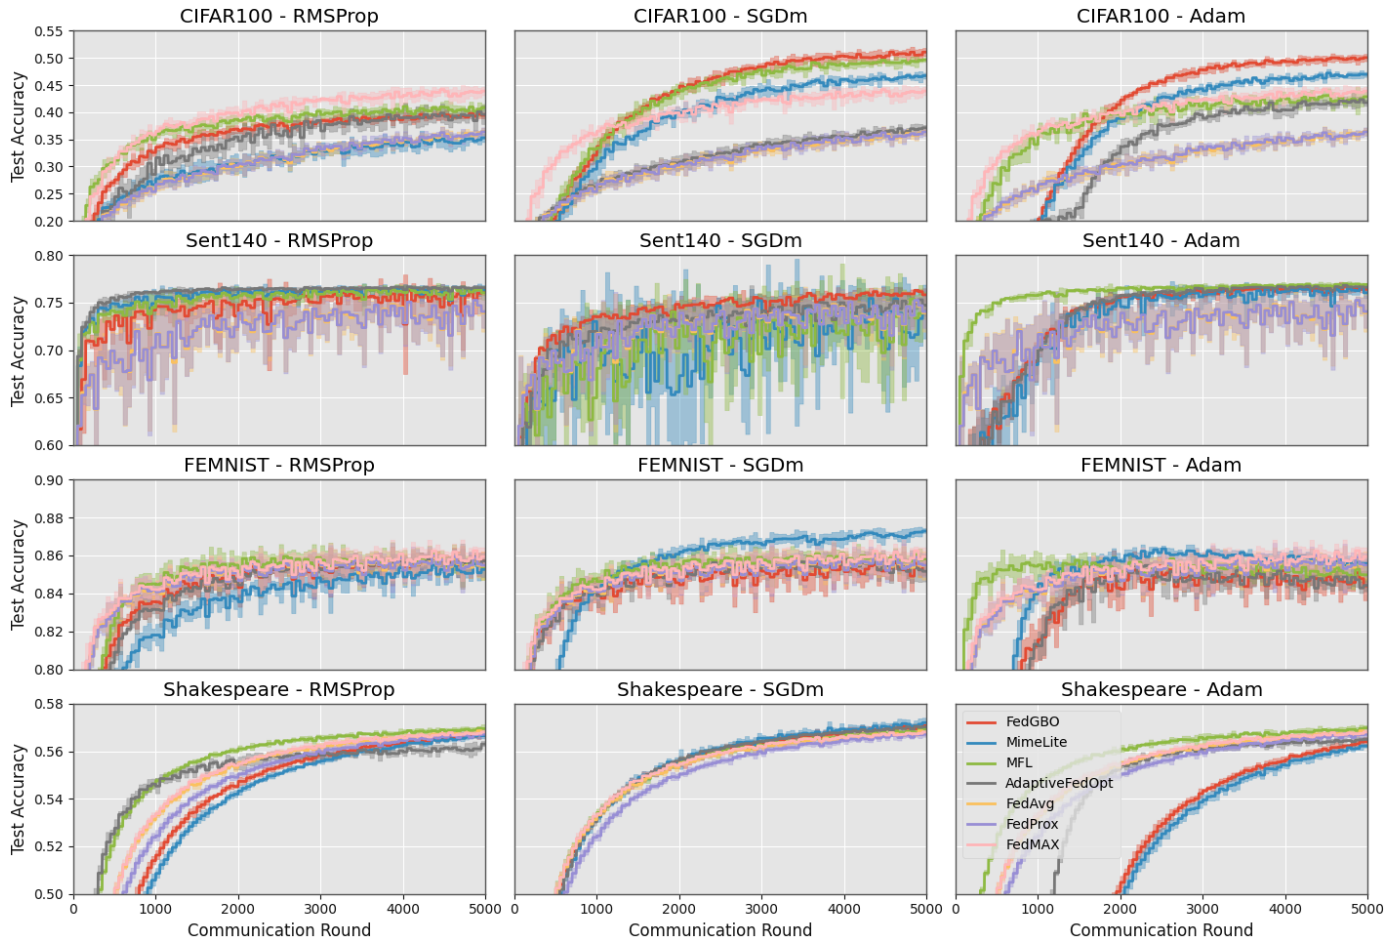 CIFAR100 - RMSProp
CIFAR100 - SGDm
CIFAR100 - Adam
0.55
0.50
0.45
0.40
0.35
0.30
0.25
0.20
Test Accuracy
Sent140 - RMSProp
Sent140 - SGDm
Sent140 - Adam
0.80
0.75
0.70
0.65
0.60
Test Accuracy
FEMNIST - RMSProp
FEMNIST - SGDm
FEMNIST - Adam
0.90
0.88
0.86
0.84
0.82
0.80
Test Accuracy
Shakespeare - RMSProp
Shakespeare - SGDm
Shakespeare - Adam
0.58
0.56
0.54
0.52
0.50
Test Accuracy
FedGBO
MimeLite
MFL
AdaptiveFedOpt
FedAvg
FedProx
FedMAX
0 1000 2000 3000 4000 5000
0 1000 2000 3000 4000 5000
0 1000 2000 3000 4000 5000
Communication Round
Communication Round
Communication Round